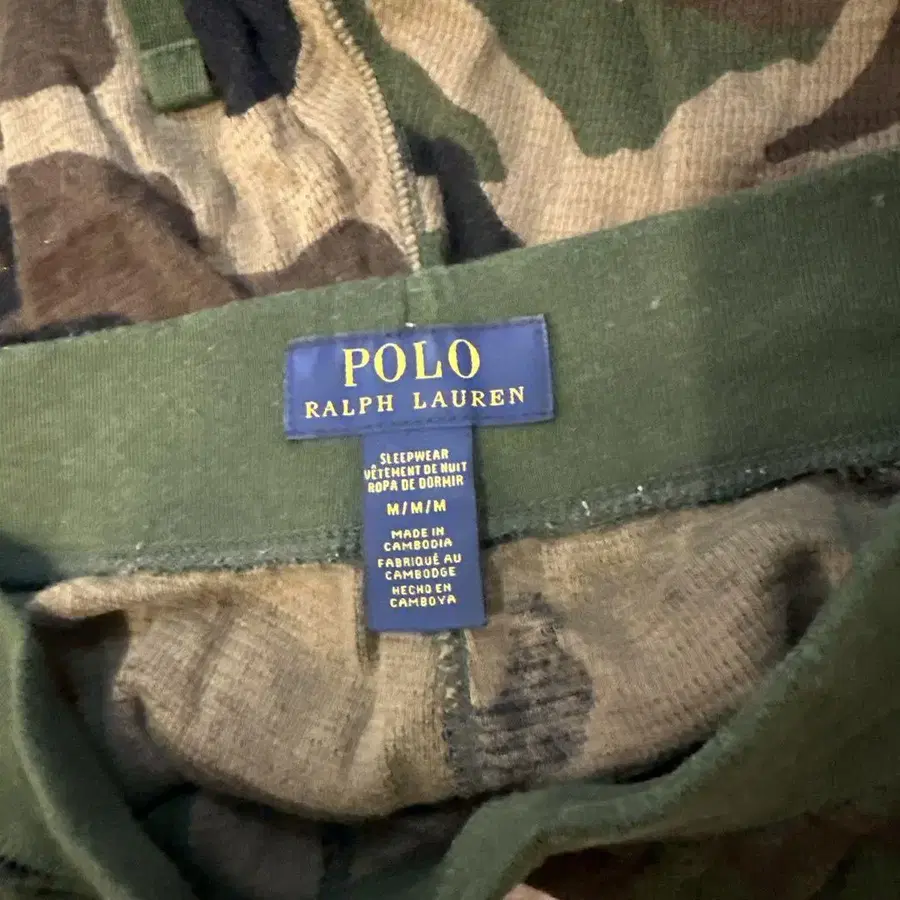 POLO
RALPH LAUREN
SLEEPWEAR
VÊTEMENT DE NUIT
ROPA DE DORMIR
M/M/M
MADE IN
CAMBODIA
FABRIQUÉ AU
CAMBODGE
HECHO EN
CAMBOYA